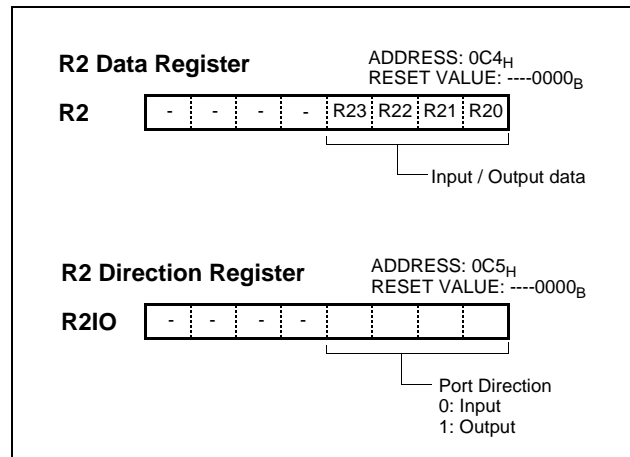 R2 Data Register
ADDRESS: 0C4H
RESET VALUE: ----0000B
R2
- - - - R23 R22 R21 R20
Input / Output data
R2 Direction Register
ADDRESS: 0C5H
RESET VALUE: ----0000B
R2IO
- - - -
Port Direction
0: Input
1: Output